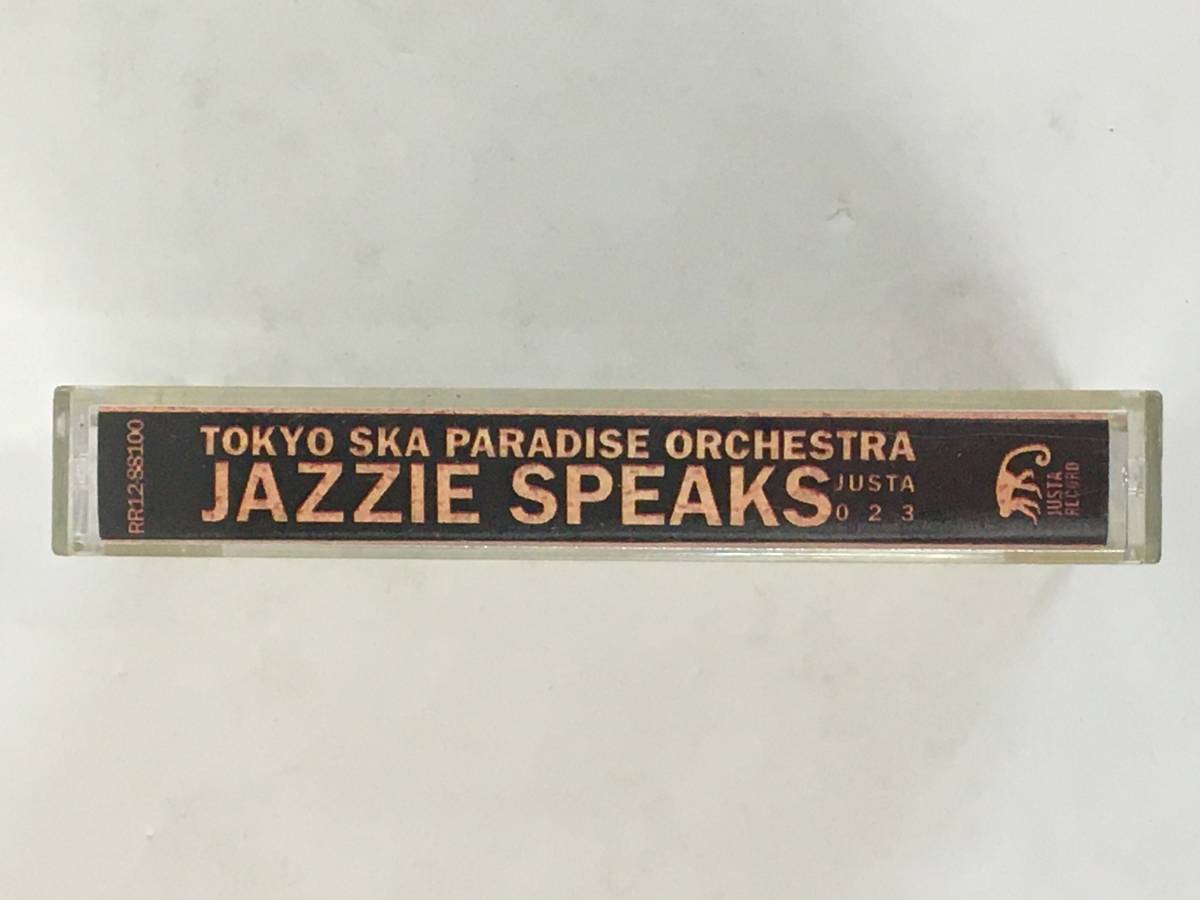 RR12-88100
TOKYO SKA PARADISE ORCHESTRA
JAZZIE SPEAKS
JUSTA
0 2 3
JUSTA
RECORD